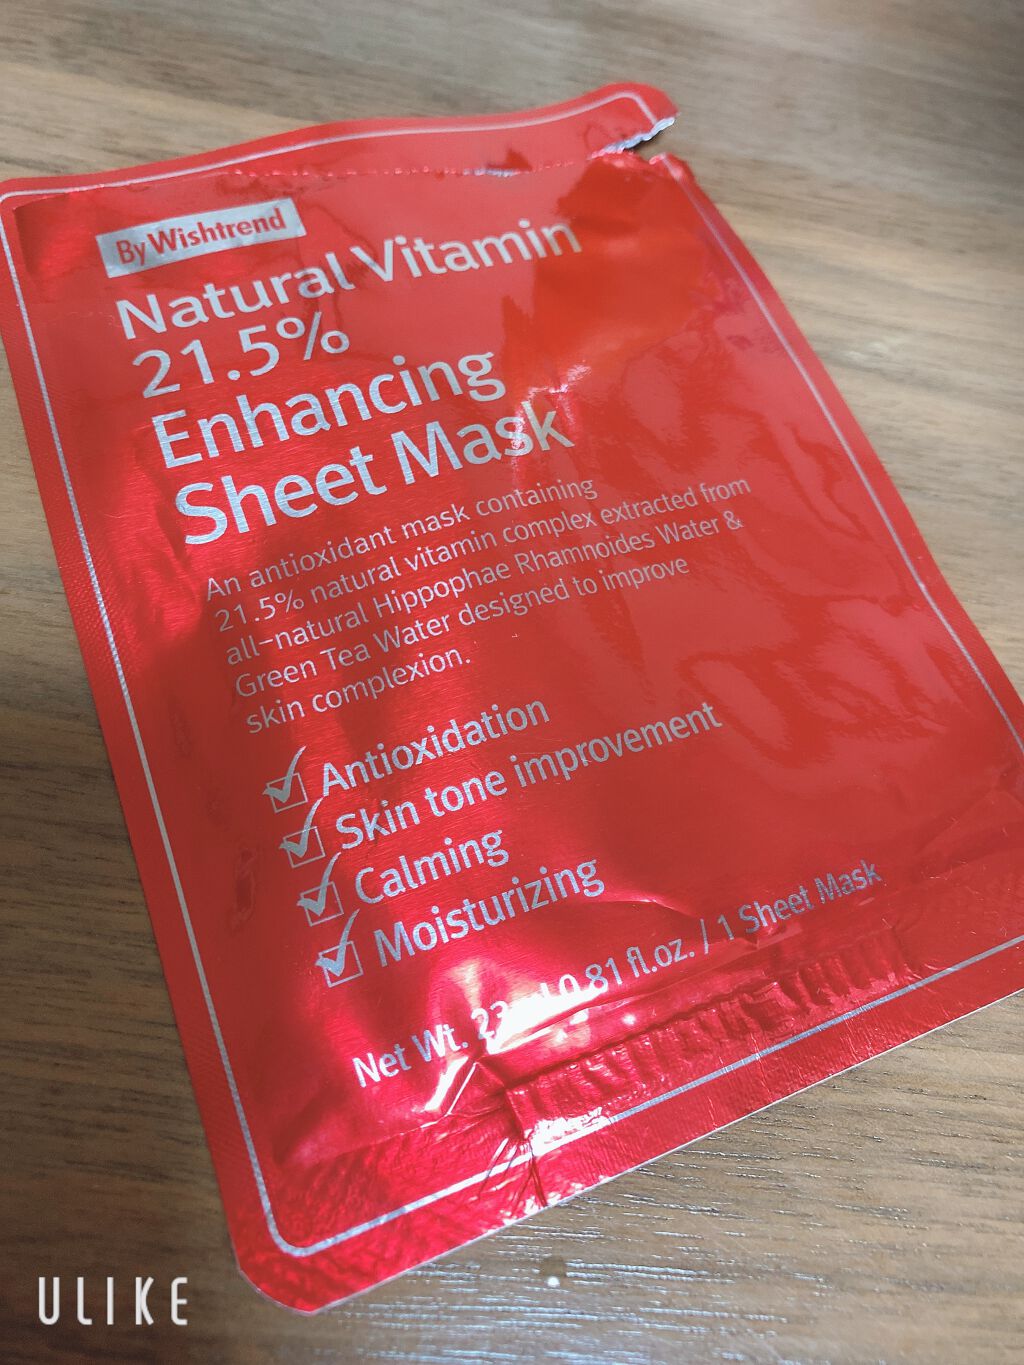 By Wishtrend
Natural Vitamin
21.5%
Enhancing
Sheet Mask
An antioxidant mask containing
21.5% natural vitamin complex extracted from
all-natural Hippophae Rhamnoides Water &
Green Tea Water designed to improve
skin complexion.
Antioxidation
Skin tone improvement
Calming
Moisturizing
Net Wt. 0.81 fl.oz. / 1 Sheet Mask
ULIKE